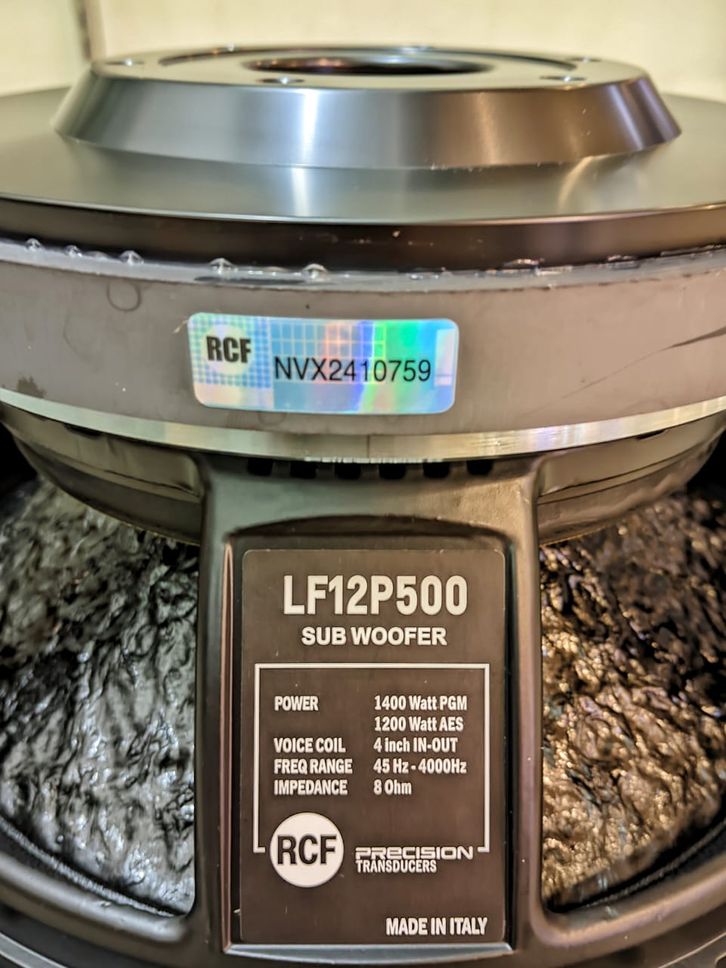 RCF
NVX2410759
LF12P500
SUB WOOFER
POWER 1400 Watt PGM
1200 Watt AES
VOICE COIL 4 inch IN-OUT
FREQ RANGE 45 Hz - 4000Hz
IMPEDANCE 8 Ohm
RCF PRECISION
TRANSDUCERS
MADE IN ITALY